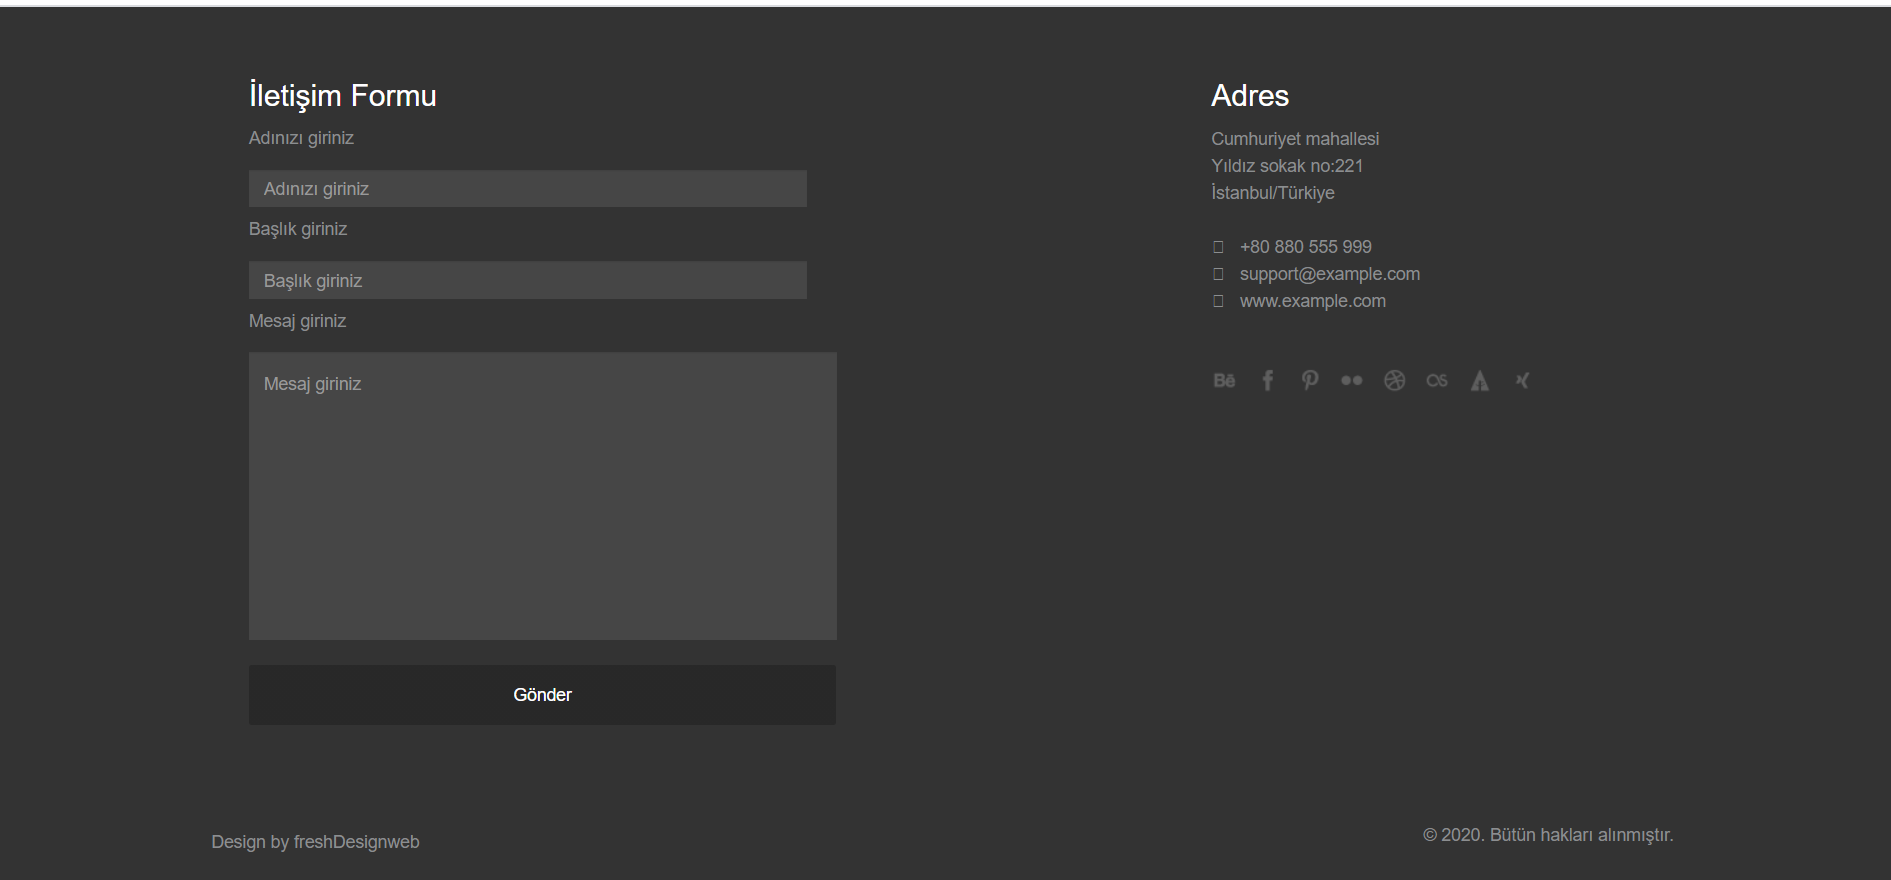 İletişim Formu
Adınızı giriniz
Adınızı giriniz
Başlık giriniz
Başlık giriniz
Mesaj giriniz
Mesaj giriniz
Gönder
Adres
Cumhuriyet mahallesi
Yıldız sokak no:221
İstanbul/Türkiye
+80 880 555 999
support@example.com
www.example.com
Design by freshDesignweb
© 2020. Bütün hakları alınmıştır.